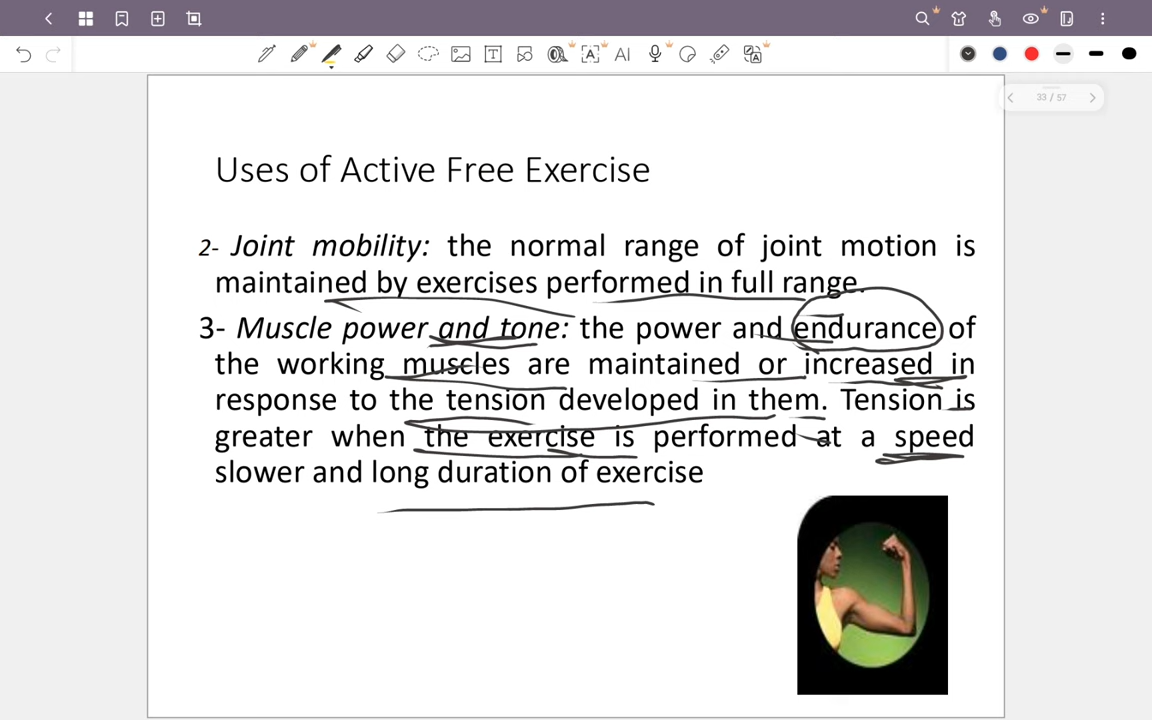 AI
33 / 57
Uses of Active Free Exercise
2- Joint mobility: the normal range of joint motion is
maintained by exercises performed in full range.
3- Muscle power and tone: the power and endurance of
the working muscles are maintained or increased in
response to the tension developed in them. Tension is
greater when the exercise is performed at a speed
slower and long duration of exercise